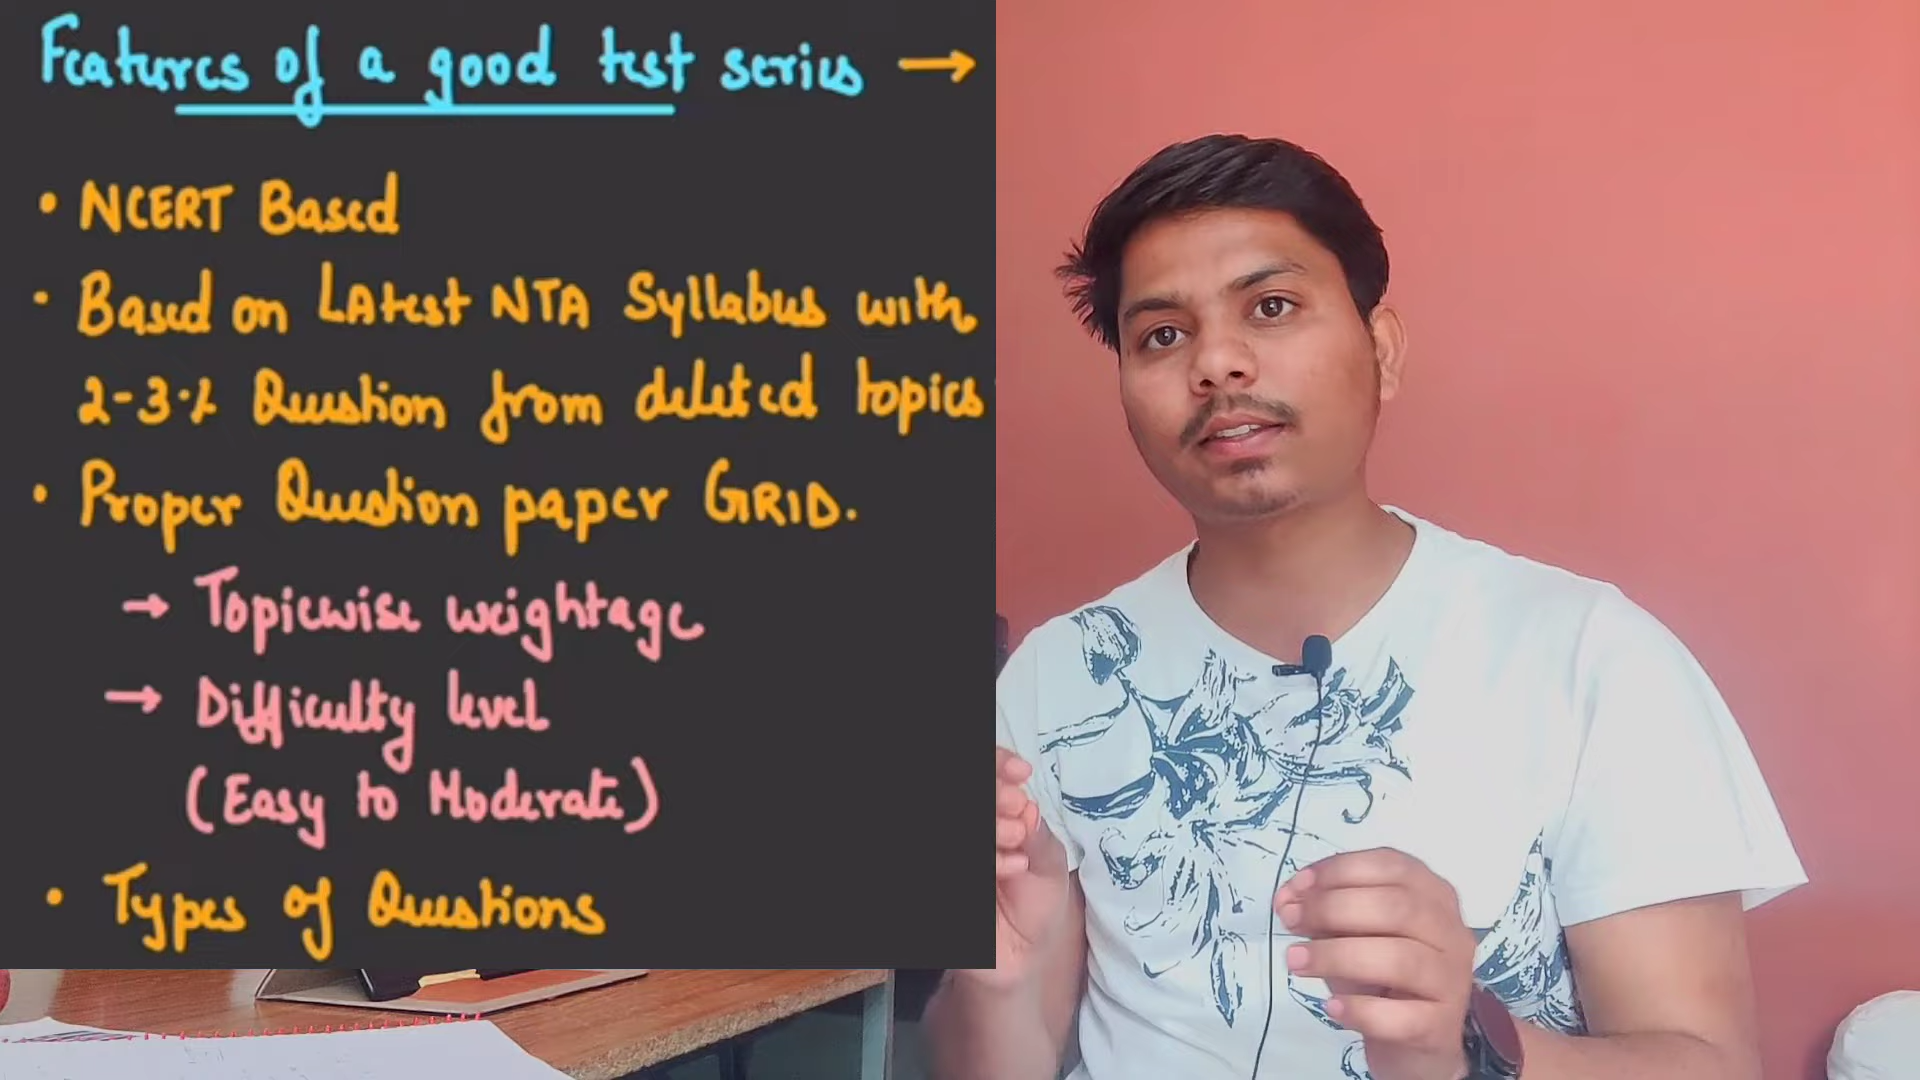 Features of a good test series →
• NCERT Based
• Based on LAtest NTA Syllabus with
2-3% Question from deleted topics
• Proper Question paper GRID.
→ Topicwise weightage
→ Difficulty level
(Easy to Moderate)
• Types of Questions